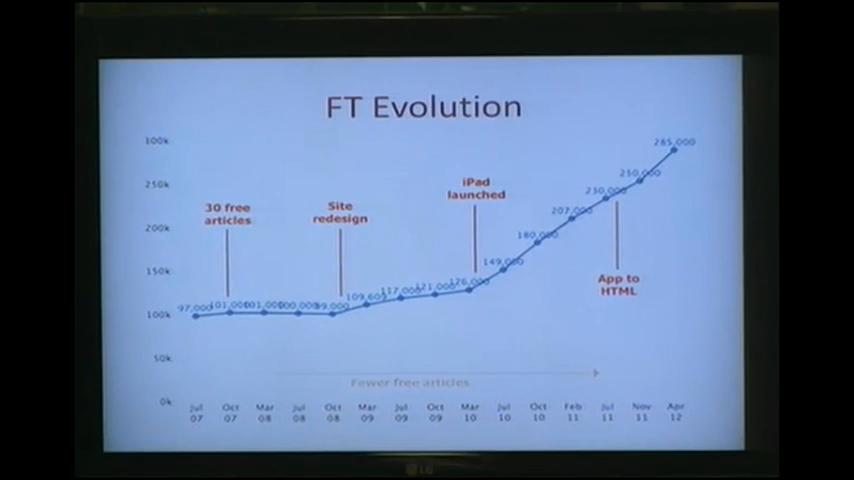 FT Evolution
100k
250k
200k
150k
100k
50k
0k
30 free
articles
Site
redesign
iPad
launched
App to
HTML
97,000
101,000
101,000
100,000
99,000
109,609
117,000
121,000
126,000
149,000
180,000
207,000
230,000
250,000
285,000
Fewer free articles
Jul
07
Oct
07
Mar
08
Jul
08
Oct
08
Mar
09
Jul
09
Oct
09
Mar
10
Jul
10
Oct
10
Feb
11
Jul
11
Nov
11
Apr
12
LG